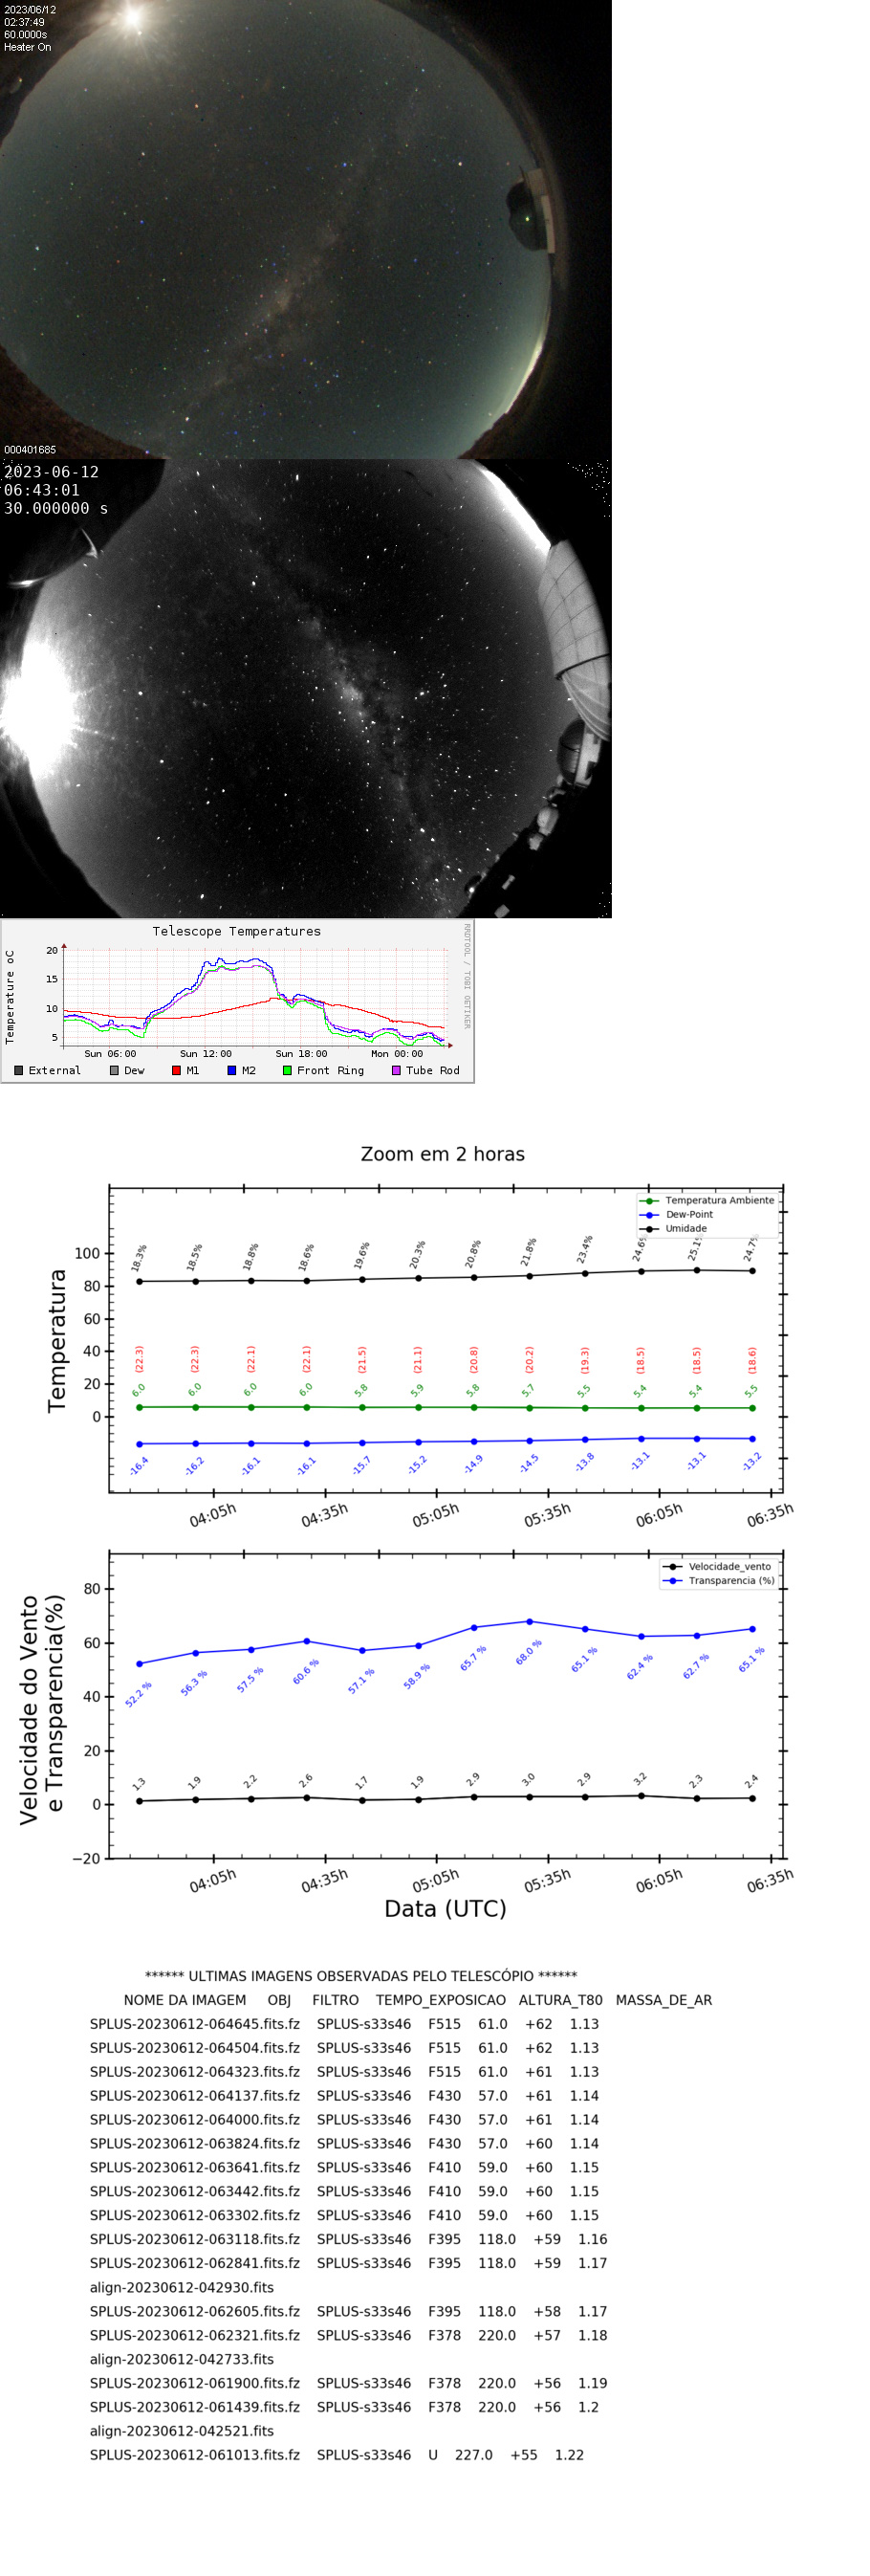 2023/06/12
02:37:49
60.0000s
Heater On
000401685
2023-06-12
06:43:01
30.000000 s
Telescope Temperatures
RRDTOOL / TOBI OETIKER
Temperature oC
20
15
10
5
Sun 06:00 Sun 12:00 Sun 18:00 Mon 00:00
External Dew M1 M2 Front Ring Tube Rod
Zoom em 2 horas
Temperatura Ambiente
Dew-Point
Umidade
Temperatura
100
80
60
40
20
0
18.3% 18.5% 18.8% 18.6% 19.6% 20.3% 20.8% 21.8% 23.4% 24.6% 25.1% 24.7%
(22.3) (22.3) (22.1) (22.1) (21.5) (21.1) (20.8) (20.2) (19.3) (18.5) (18.5) (18.6)
6.0 6.0 6.0 6.0 5.8 5.9 5.8 5.7 5.5 5.4 5.4 5.5
-16.4 -16.2 -16.1 -16.1 -15.7 -15.2 -14.9 -14.5 -13.8 -13.1 -13.1 -13.2
04:05h 04:35h 05:05h 05:35h 06:05h 06:35h
Velocidade_vento
Transparencia (%)
Velocidade do Vento
e Transparencia(%)
80
60
40
20
0
−20
52.2 % 56.3 % 57.5 % 60.6 % 57.1 % 58.9 % 65.7 % 68.0 % 65.1 % 62.4 % 62.7 % 65.1 %
1.3 1.9 2.2 2.6 1.7 1.9 2.9 3.0 2.9 3.2 2.3 2.4
04:05h 04:35h 05:05h 05:35h 06:05h 06:35h
Data (UTC)
****** ULTIMAS IMAGENS OBSERVADAS PELO TELESCÓPIO ******
NOME DA IMAGEM OBJ FILTRO TEMPO_EXPOSICAO ALTURA_T80 MASSA_DE_AR
SPLUS-20230612-064645.fits.fz SPLUS-s33s46 F515 61.0 +62 1.13
SPLUS-20230612-064504.fits.fz SPLUS-s33s46 F515 61.0 +62 1.13
SPLUS-20230612-064323.fits.fz SPLUS-s33s46 F515 61.0 +61 1.13
SPLUS-20230612-064137.fits.fz SPLUS-s33s46 F430 57.0 +61 1.14
SPLUS-20230612-064000.fits.fz SPLUS-s33s46 F430 57.0 +61 1.14
SPLUS-20230612-063824.fits.fz SPLUS-s33s46 F430 57.0 +60 1.14
SPLUS-20230612-063641.fits.fz SPLUS-s33s46 F410 59.0 +60 1.15
SPLUS-20230612-063442.fits.fz SPLUS-s33s46 F410 59.0 +60 1.15
SPLUS-20230612-063302.fits.fz SPLUS-s33s46 F410 59.0 +60 1.15
SPLUS-20230612-063118.fits.fz SPLUS-s33s46 F395 118.0 +59 1.16
SPLUS-20230612-062841.fits.fz SPLUS-s33s46 F395 118.0 +59 1.17
align-20230612-042930.fits
SPLUS-20230612-062605.fits.fz SPLUS-s33s46 F395 118.0 +58 1.17
SPLUS-20230612-062321.fits.fz SPLUS-s33s46 F378 220.0 +57 1.18
align-20230612-042733.fits
SPLUS-20230612-061900.fits.fz SPLUS-s33s46 F378 220.0 +56 1.19
SPLUS-20230612-061439.fits.fz SPLUS-s33s46 F378 220.0 +56 1.2
align-20230612-042521.fits
SPLUS-20230612-061013.fits.fz SPLUS-s33s46 U 227.0 +55 1.22